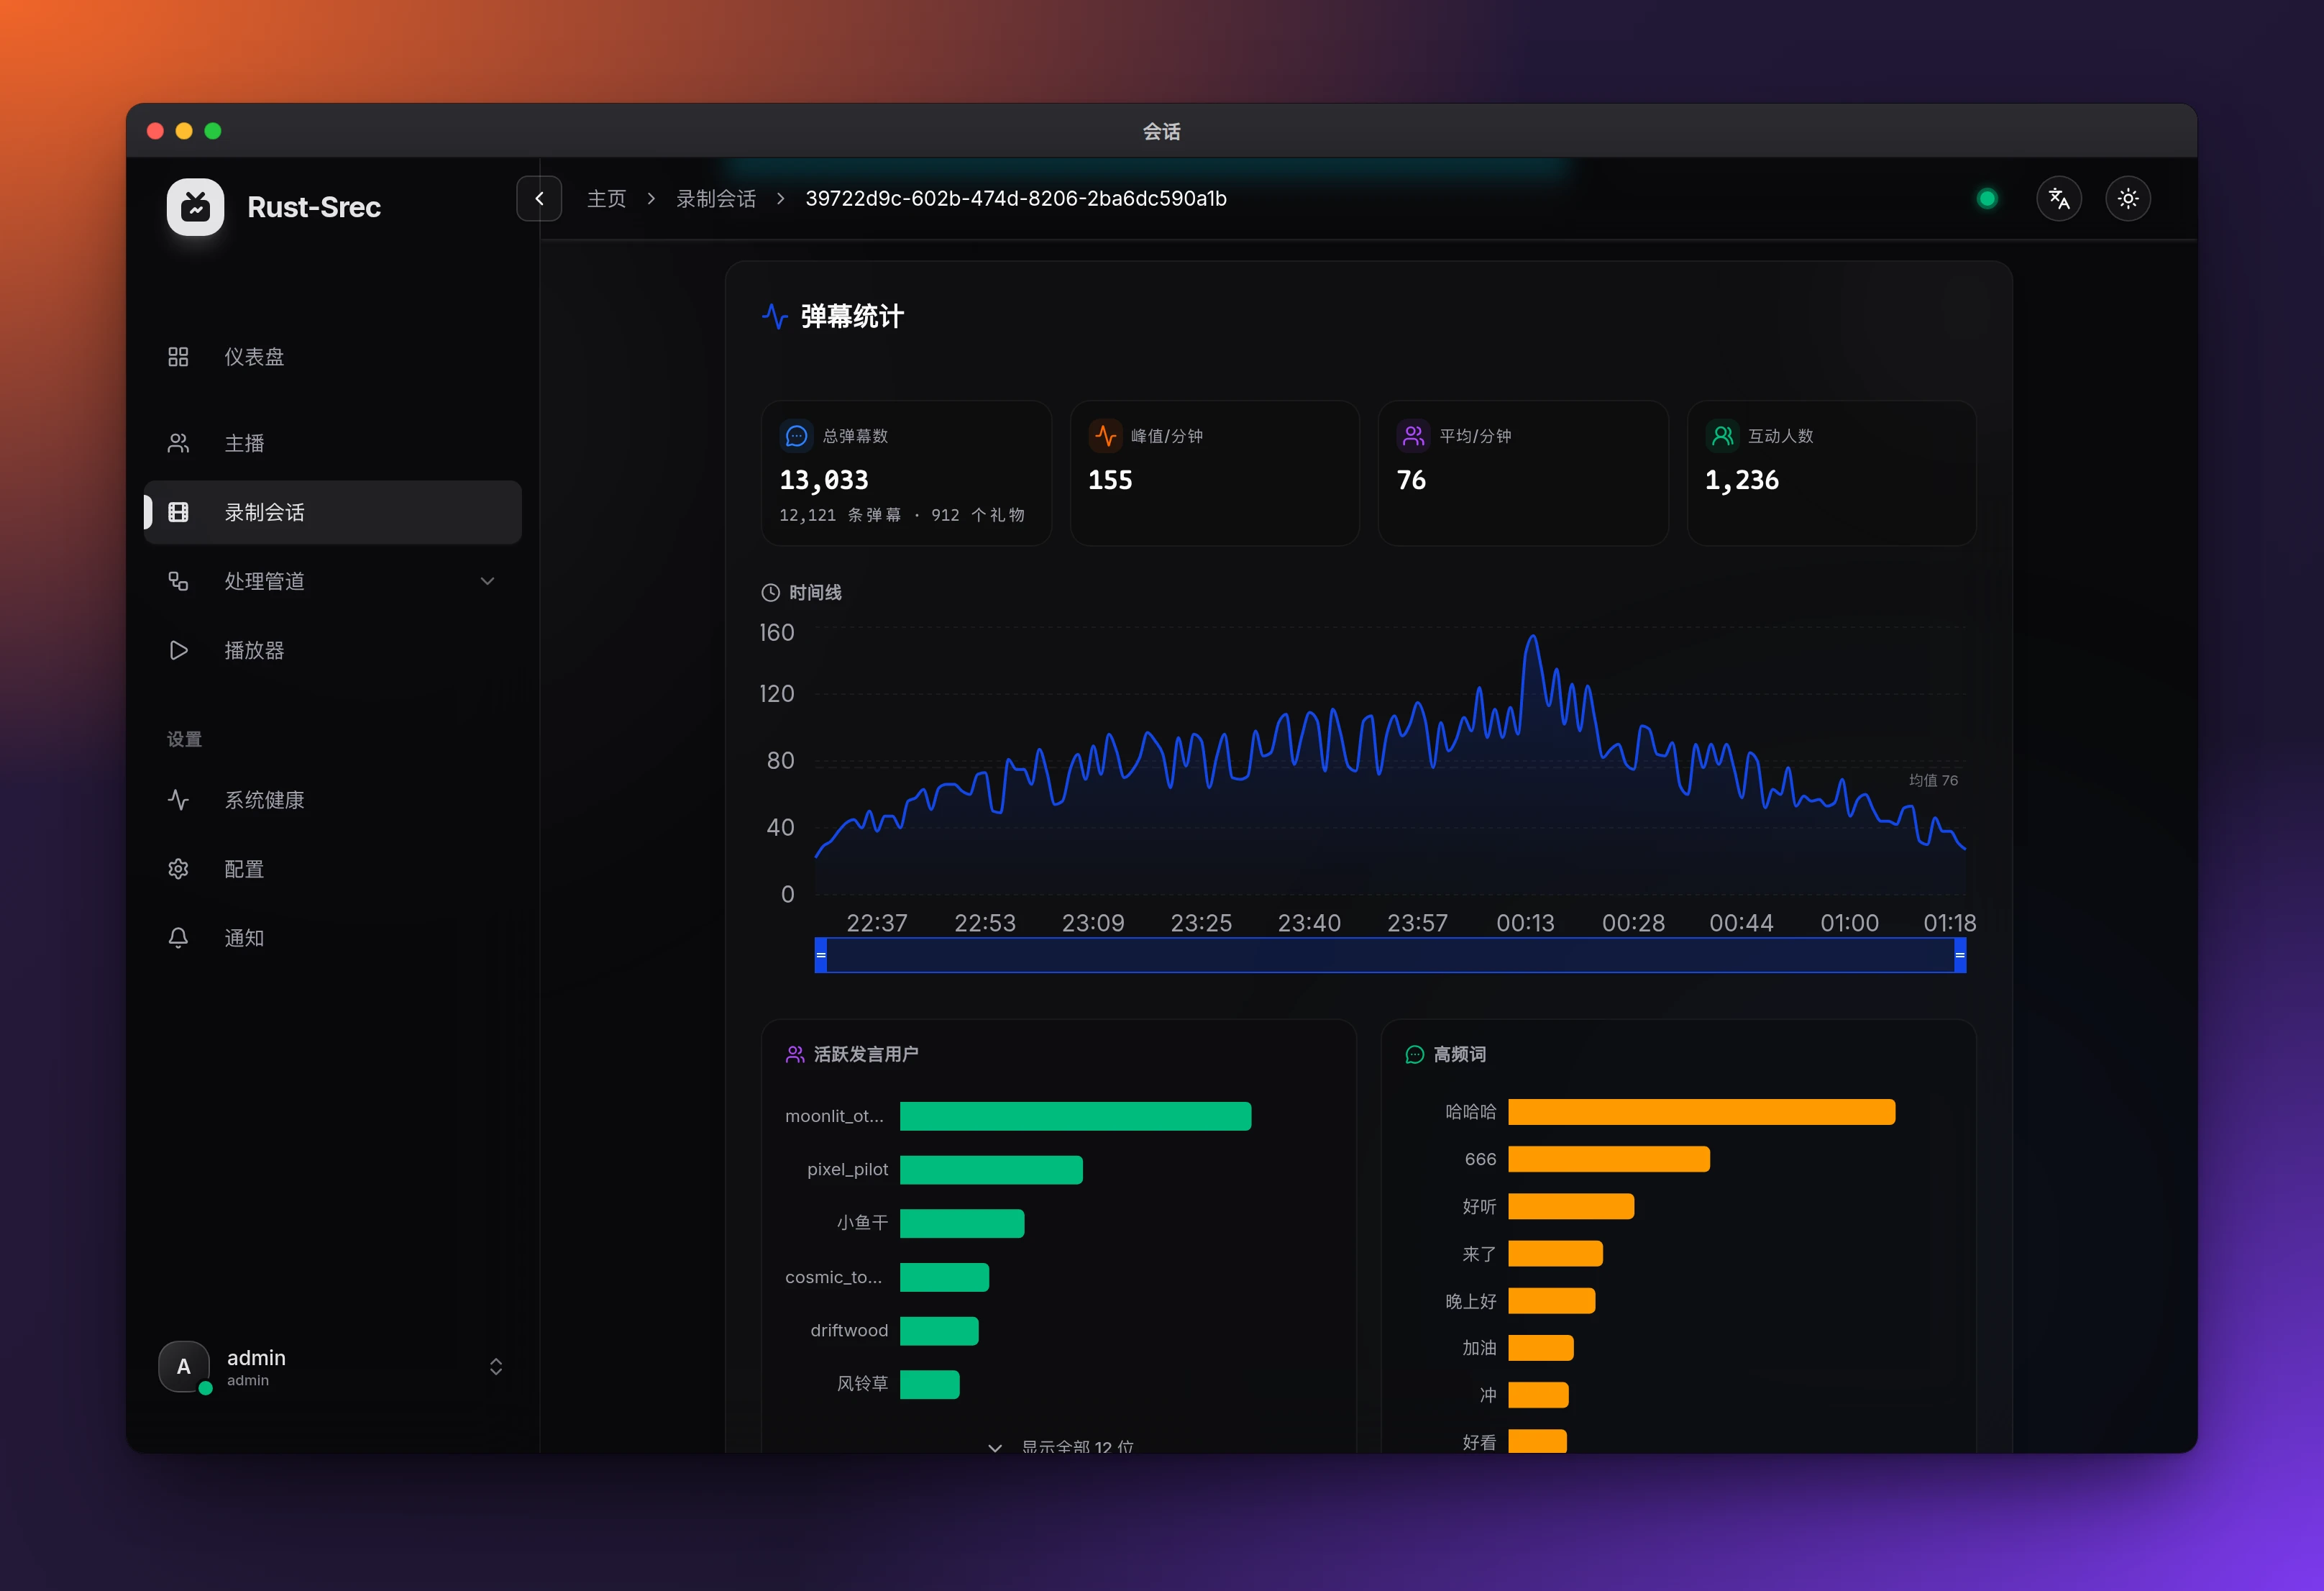 会话
Rust-Srec
主页 > 录制会话 > 39722d9c-602b-474d-8206-2ba6dc590a1b
仪表盘
主播
录制会话
处理管道
播放器
设置
系统健康
配置
通知
A
admin
admin
弹幕统计
总弹幕数
13,033
12,121 条弹幕 · 912 个礼物
峰值/分钟
155
平均/分钟
76
互动人数
1,236
时间线
160
120
80
40
0
均值 76
22:37 22:53 23:09 23:25 23:40 23:57 00:13 00:28 00:44 01:00 01:18
活跃发言用户
moonlit_ot...
pixel_pilot
小鱼干
cosmic_to...
driftwood
风铃草
显示全部 12 位
高频词
哈哈哈
666
好听
来了
晚上好
加油
冲
好看